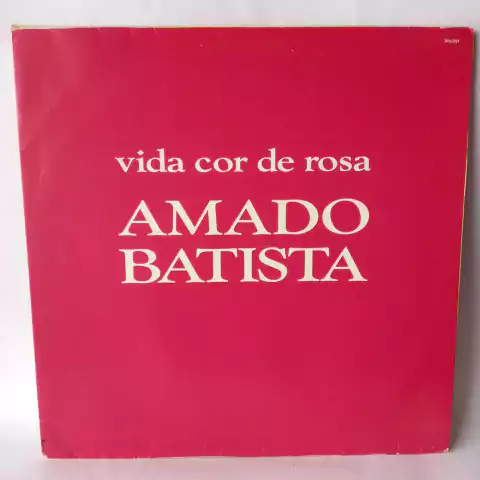 vida cor de rosa
AMADO
BATISTA